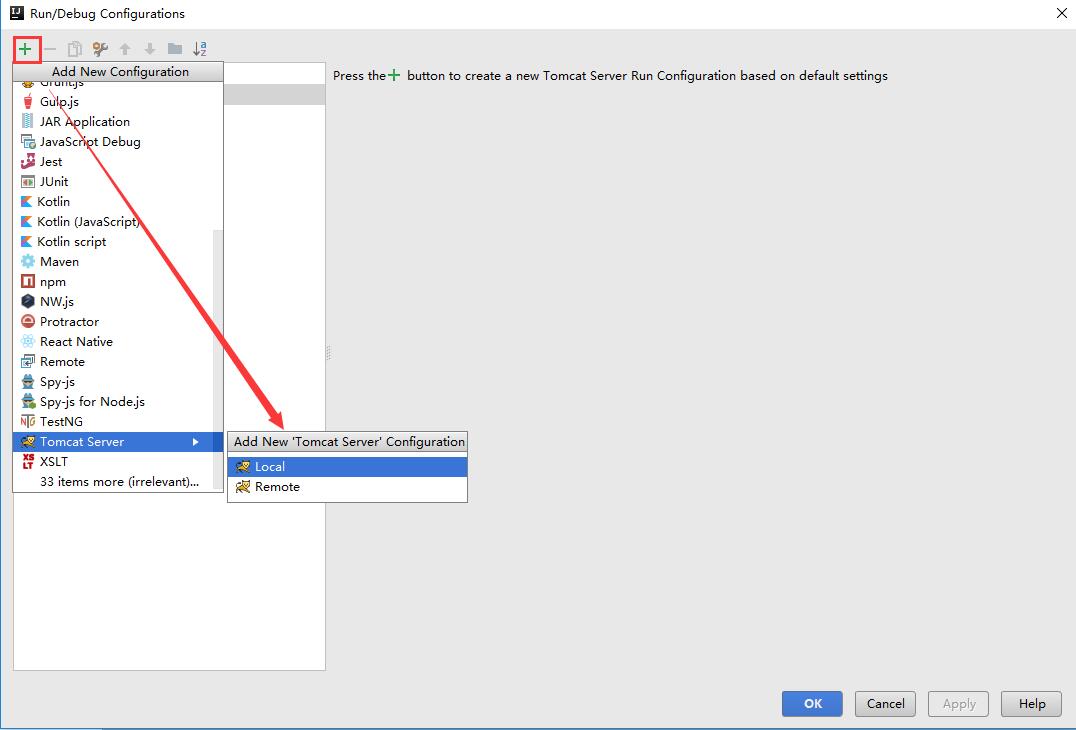 Run/Debug Configurations
Add New Configuration
Press the + button to create a new Tomcat Server Run Configuration based on default settings
Grunt.js
Gulp.js
JAR Application
JavaScript Debug
Jest
JUnit
Kotlin
Kotlin (JavaScript)
Kotlin script
Maven
npm
NW.js
Protractor
React Native
Remote
Spy-js
Spy-js for Node.js
TestNG
Tomcat Server
XSLT
33 items more (irrelevant)...
Add New 'Tomcat Server' Configuration
Local
Remote
OK Cancel Apply Help